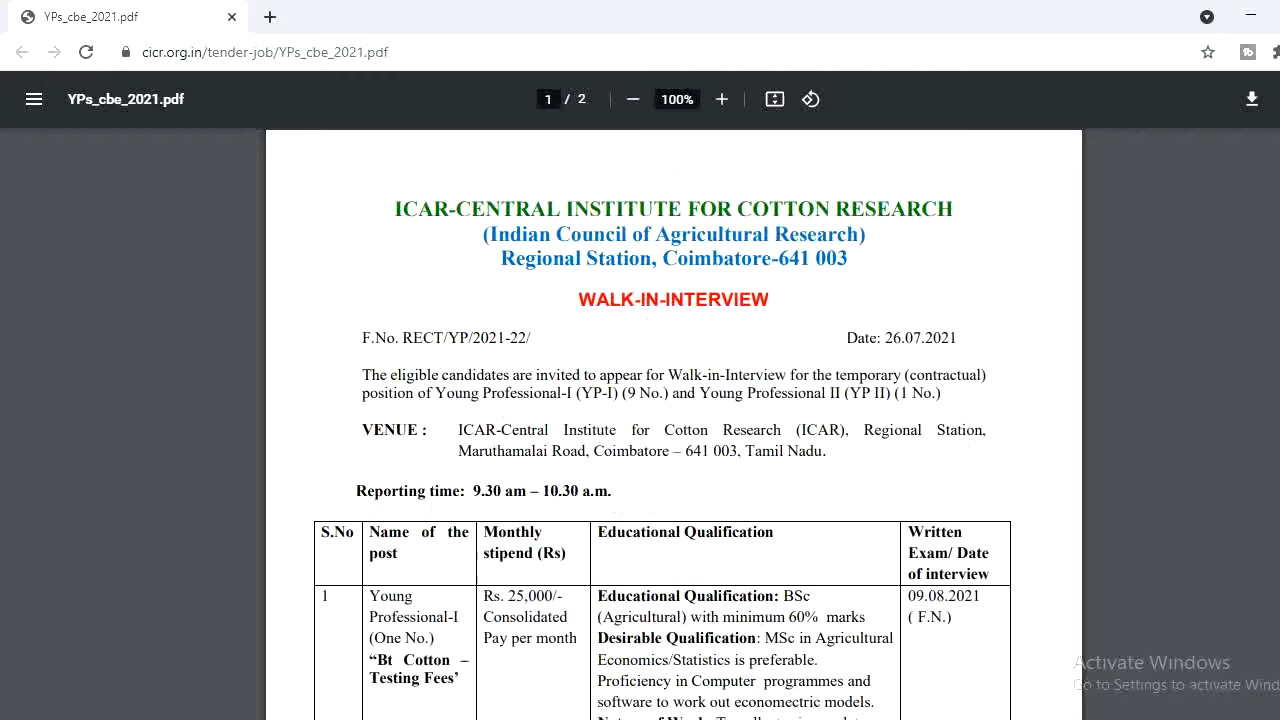 YPs_cbe_2021.pdf
cicr.org.in/tender-job/YPs_cbe_2021.pdf
YPs_cbe_2021.pdf
1 / 2
100%
ICAR-CENTRAL INSTITUTE FOR COTTON RESEARCH
(Indian Council of Agricultural Research)
Regional Station, Coimbatore-641 003
WALK-IN-INTERVIEW
F.No. RECT/YP/2021-22/ Date: 26.07.2021
The eligible candidates are invited to appear for Walk-in-Interview for the temporary (contractual)
position of Young Professional-I (YP-I) (9 No.) and Young Professional II (YP II) (1 No.)
VENUE : ICAR-Central Institute for Cotton Research (ICAR), Regional Station,
Maruthamalai Road, Coimbatore – 641 003, Tamil Nadu.
Reporting time: 9.30 am – 10.30 a.m.
S.No Name of the Monthly Educational Qualification Written
post stipend (Rs) Exam/ Date
of interview
1 Young Rs. 25,000/- Educational Qualification: BSc 09.08.2021
Professional-I Consolidated (Agricultural) with minimum 60% marks ( F.N.)
(One No.) Pay per month Desirable Qualification: MSc in Agricultural
“Bt Cotton – Economics/Statistics is preferable.
Testing Fees’ Proficiency in Computer programmes and
software to work out econometric models.
Activate Windows
Go to Settings to activate Wind